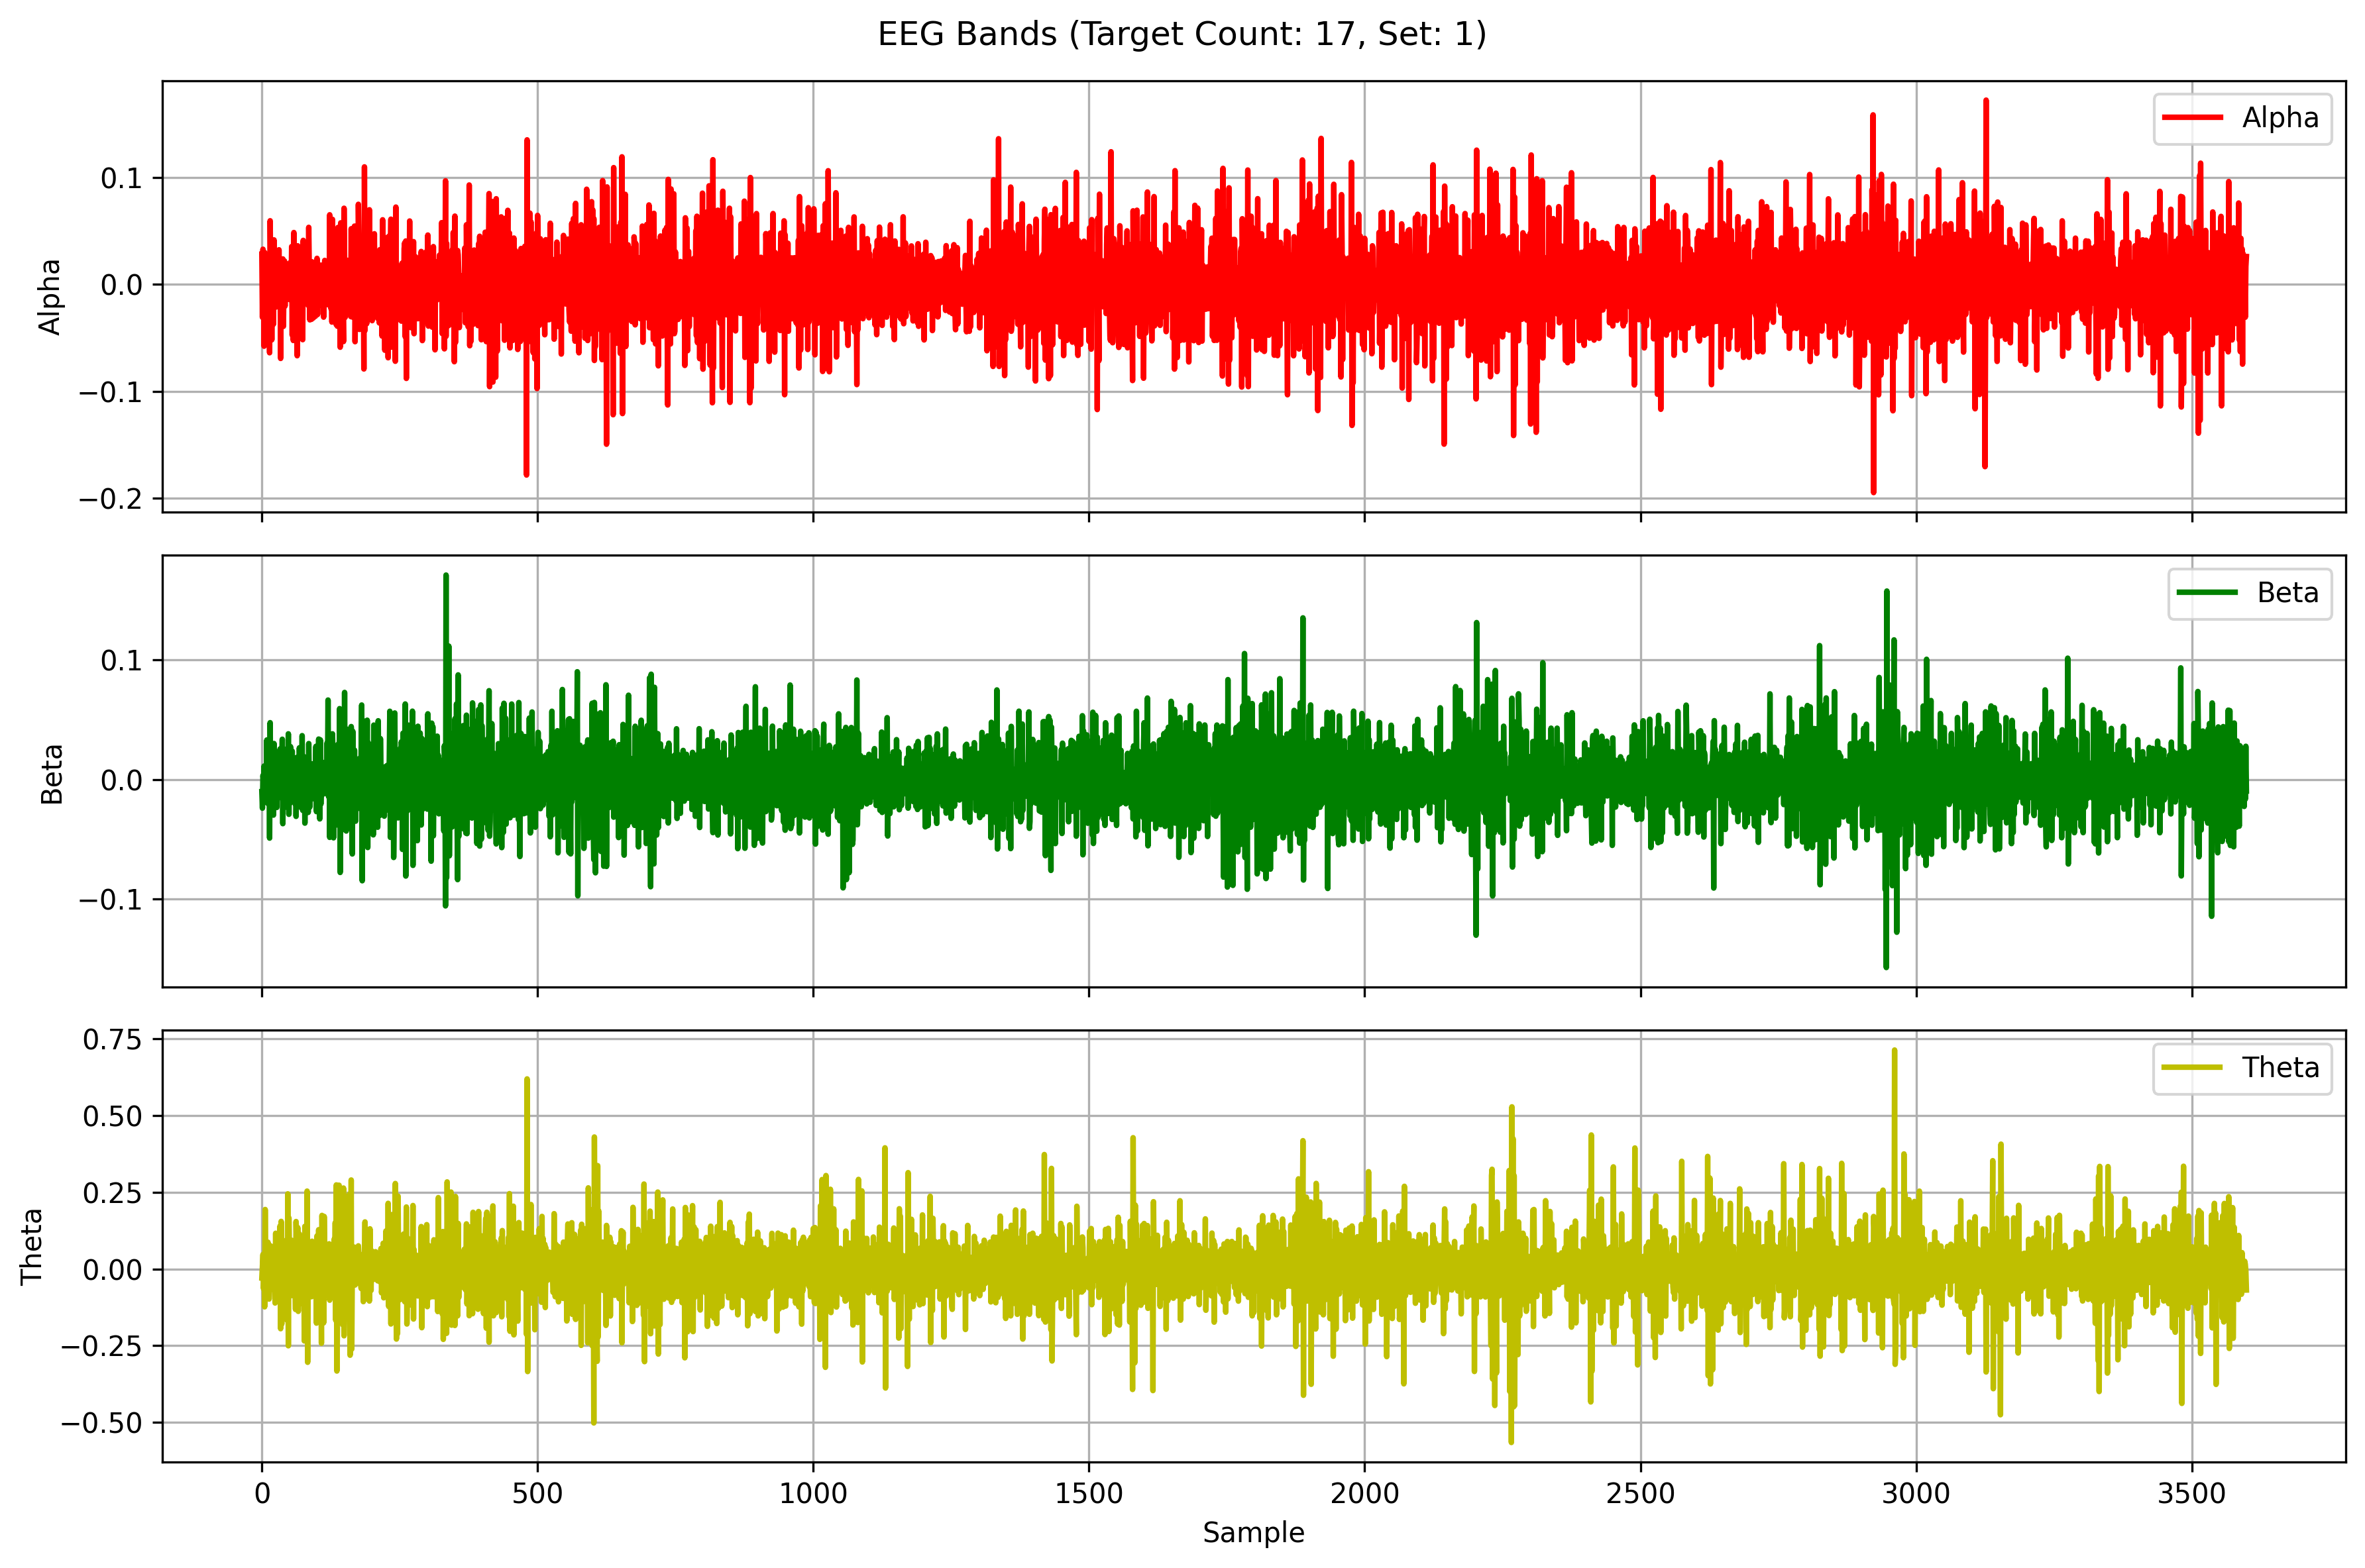 EEG Bands (Target Count: 17, Set: 1)
Alpha
0.1
0.0
−0.1
−0.2
Alpha
Beta
0.1
0.0
−0.1
Beta
Theta
0.75
0.50
0.25
0.00
−0.25
−0.50
Theta
0 500 1000 1500 2000 2500 3000 3500
Sample